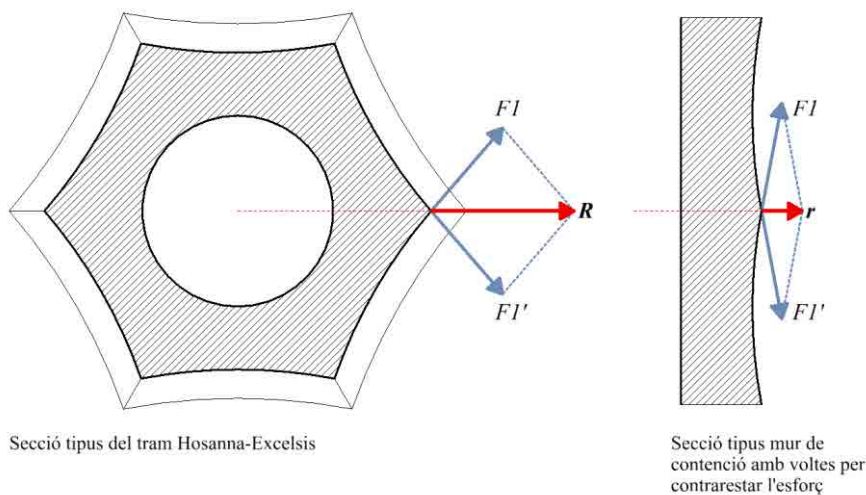 F1
R
F1'
F1
r
F1'
Secció tipus del tram Hosanna-Excelsis
Secció tipus mur de
contenció amb voltes per
contrarestar l'esforç